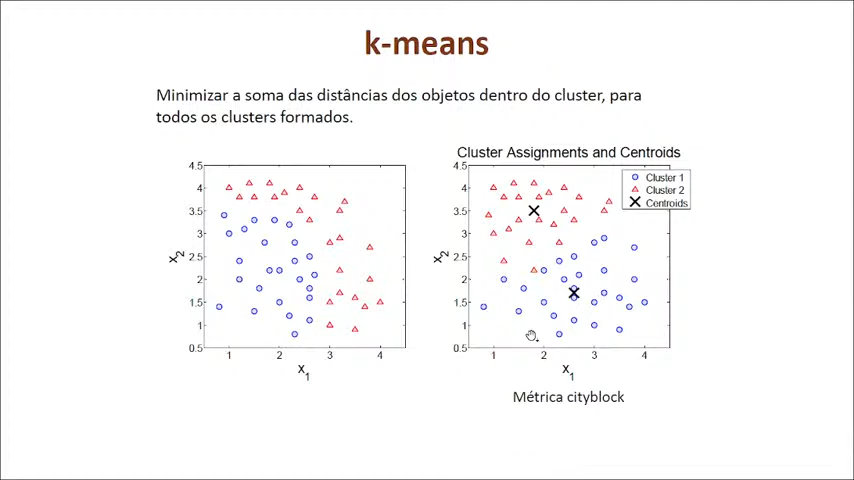 k-means
Minimizar a soma das distâncias dos objetos dentro do cluster, para
todos os clusters formados.
Cluster Assignments and Centroids
4.5
4
3.5
3
2.5
2
1.5
1
0.5
x2
1
2
3
4
x1
4.5
4
3.5
3
2.5
2
1.5
1
0.5
x2
1
2
3
4
x1
Cluster 1
Cluster 2
Centroids
Métrica cityblock